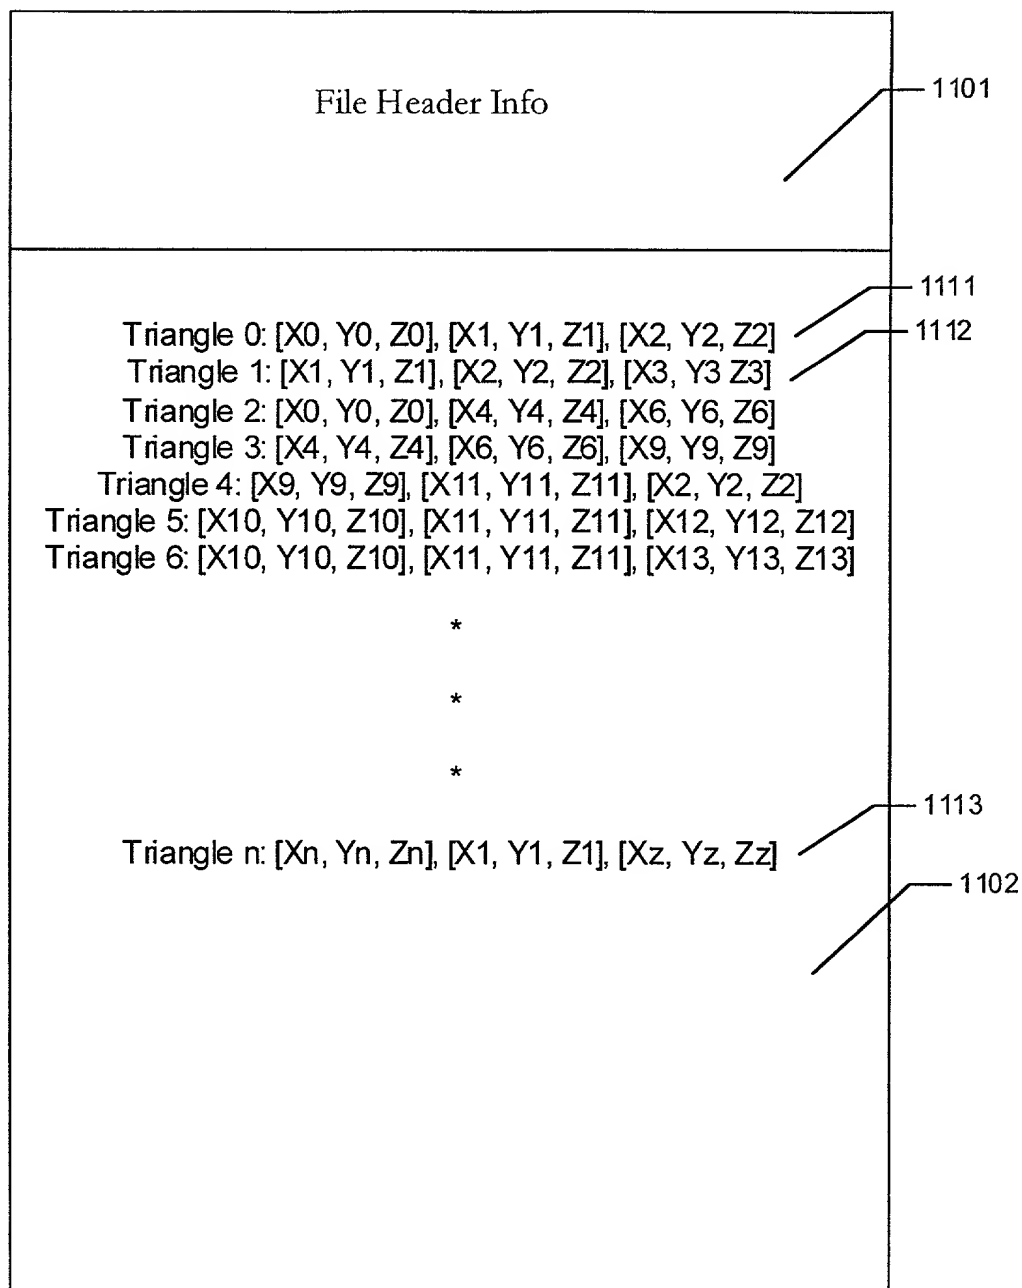 File Header Info
1101
1111
Triangle 0: [X0, Y0, Z0], [X1, Y1, Z1], [X2, Y2, Z2]
1112
Triangle 1: [X1, Y1, Z1], [X2, Y2, Z2], [X3, Y3 Z3]
Triangle 2: [X0, Y0, Z0], [X4, Y4, Z4], [X6, Y6, Z6]
Triangle 3: [X4, Y4, Z4], [X6, Y6, Z6], [X9, Y9, Z9]
Triangle 4: [X9, Y9, Z9], [X11, Y11, Z11], [X2, Y2, Z2]
Triangle 5: [X10, Y10, Z10], [X11, Y11, Z11], [X12, Y12, Z12]
Triangle 6: [X10, Y10, Z10], [X11, Y11, Z11], [X13, Y13, Z13]
*
*
*
1113
Triangle n: [Xn, Yn, Zn], [X1, Y1, Z1], [Xz, Yz, Zz]
1102